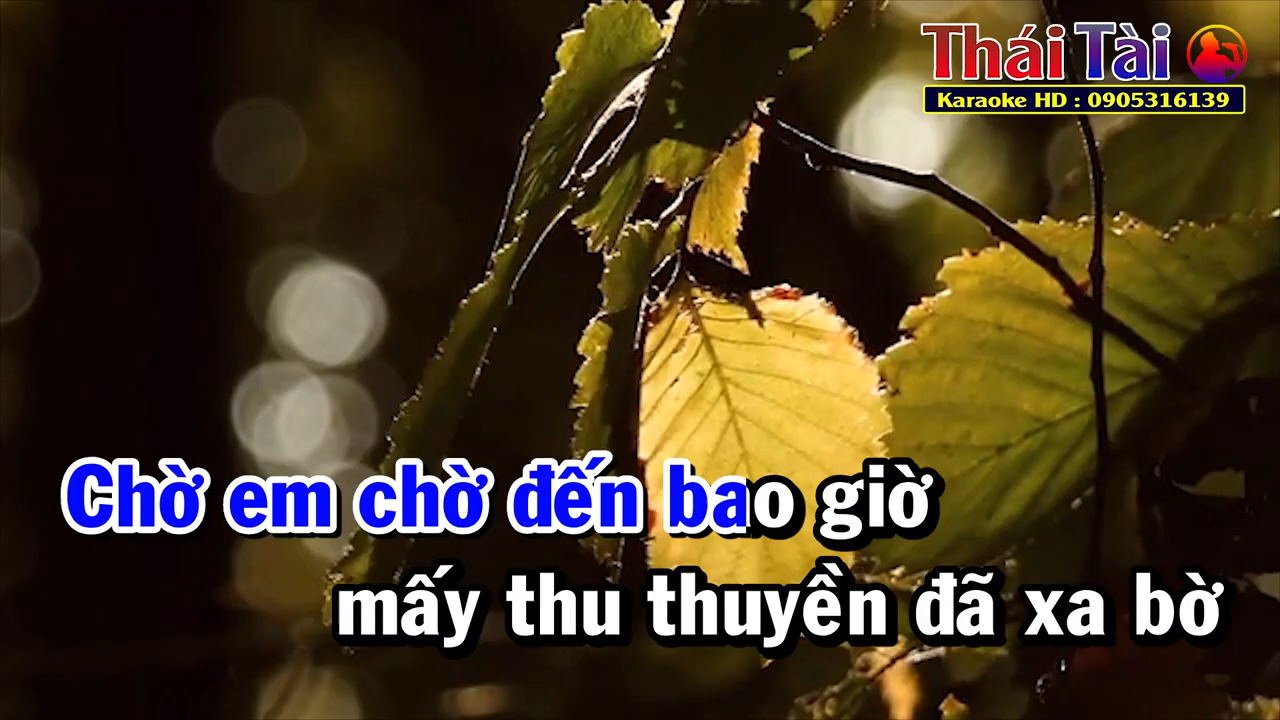 Thái Tài
Karaoke HD : 0905316139
Chờ em chờ đến bao giờ
mấy thu thuyền đã xa bờ